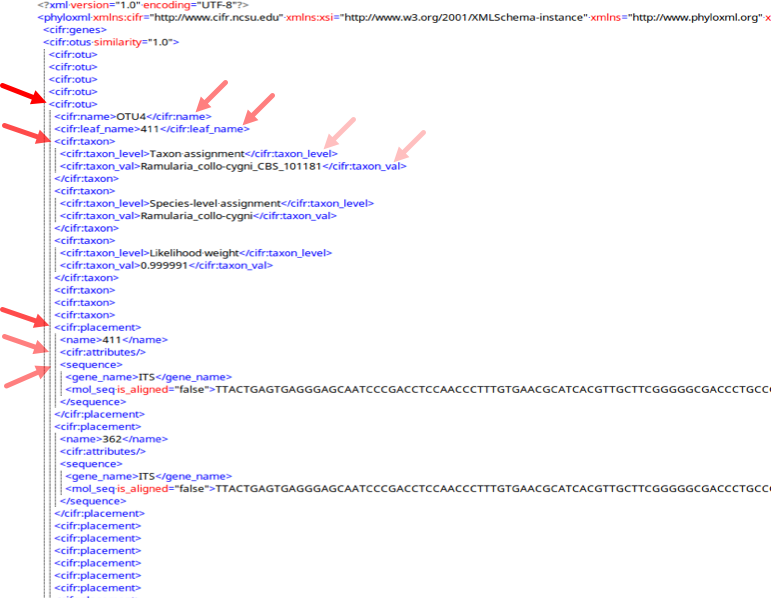 <?xml version="1.0" encoding="UTF-8"?>
<phyloxml xmlns:cifr="http://www.cifr.ncsu.edu" xmlns:xsi="http://www.w3.org/2001/XMLSchema-instance" xmlns="http://www.phyloxml.org" x
<cifr:genes>
<cifr:otus similarity="1.0">
<cifr:otu>
<cifr:otu>
<cifr:otu>
<cifr:otu>
<cifr:otu>
<cifr:name>OTU4</cifr:name>
<cifr:leaf_name>411</cifr:leaf_name>
<cifr:taxon>
<cifr:taxon_level>Taxon assignment</cifr:taxon_level>
<cifr:taxon_val>Ramularia_collo-cygni_CBS_101181</cifr:taxon_val>
</cifr:taxon>
<cifr:taxon>
<cifr:taxon_level>Species-level assignment</cifr:taxon_level>
<cifr:taxon_val>Ramularia_collo-cygni</cifr:taxon_val>
</cifr:taxon>
<cifr:taxon>
<cifr:taxon_level>Likelihood weight</cifr:taxon_level>
<cifr:taxon_val>0.999991</cifr:taxon_val>
</cifr:taxon>
<cifr:taxon>
<cifr:taxon>
<cifr:taxon>
<cifr:placement>
<name>411</name>
<cifr:attributes/>
<sequence>
<gene_name>ITS</gene_name>
<mol_seq is_aligned="false">TTACTGAGTGAGGGAGCAATCCCGACCTCCAACCCTTTGTGAACGCATCACGTTGCTTCGGGGGCGACCCTGCC
</sequence>
</cifr:placement>
<cifr:placement>
<name>362</name>
<cifr:attributes/>
<sequence>
<gene_name>ITS</gene_name>
<mol_seq is_aligned="false">TTACTGAGTGAGGGAGCAATCCCGACCTCCAACCCTTTGTGAACGCATCACGTTGCTTCGGGGGCGACCCTGCC
</sequence>
</cifr:placement>
<cifr:placement>
<cifr:placement>
<cifr:placement>
<cifr:placement>
<cifr:placement>
<cifr:placement>